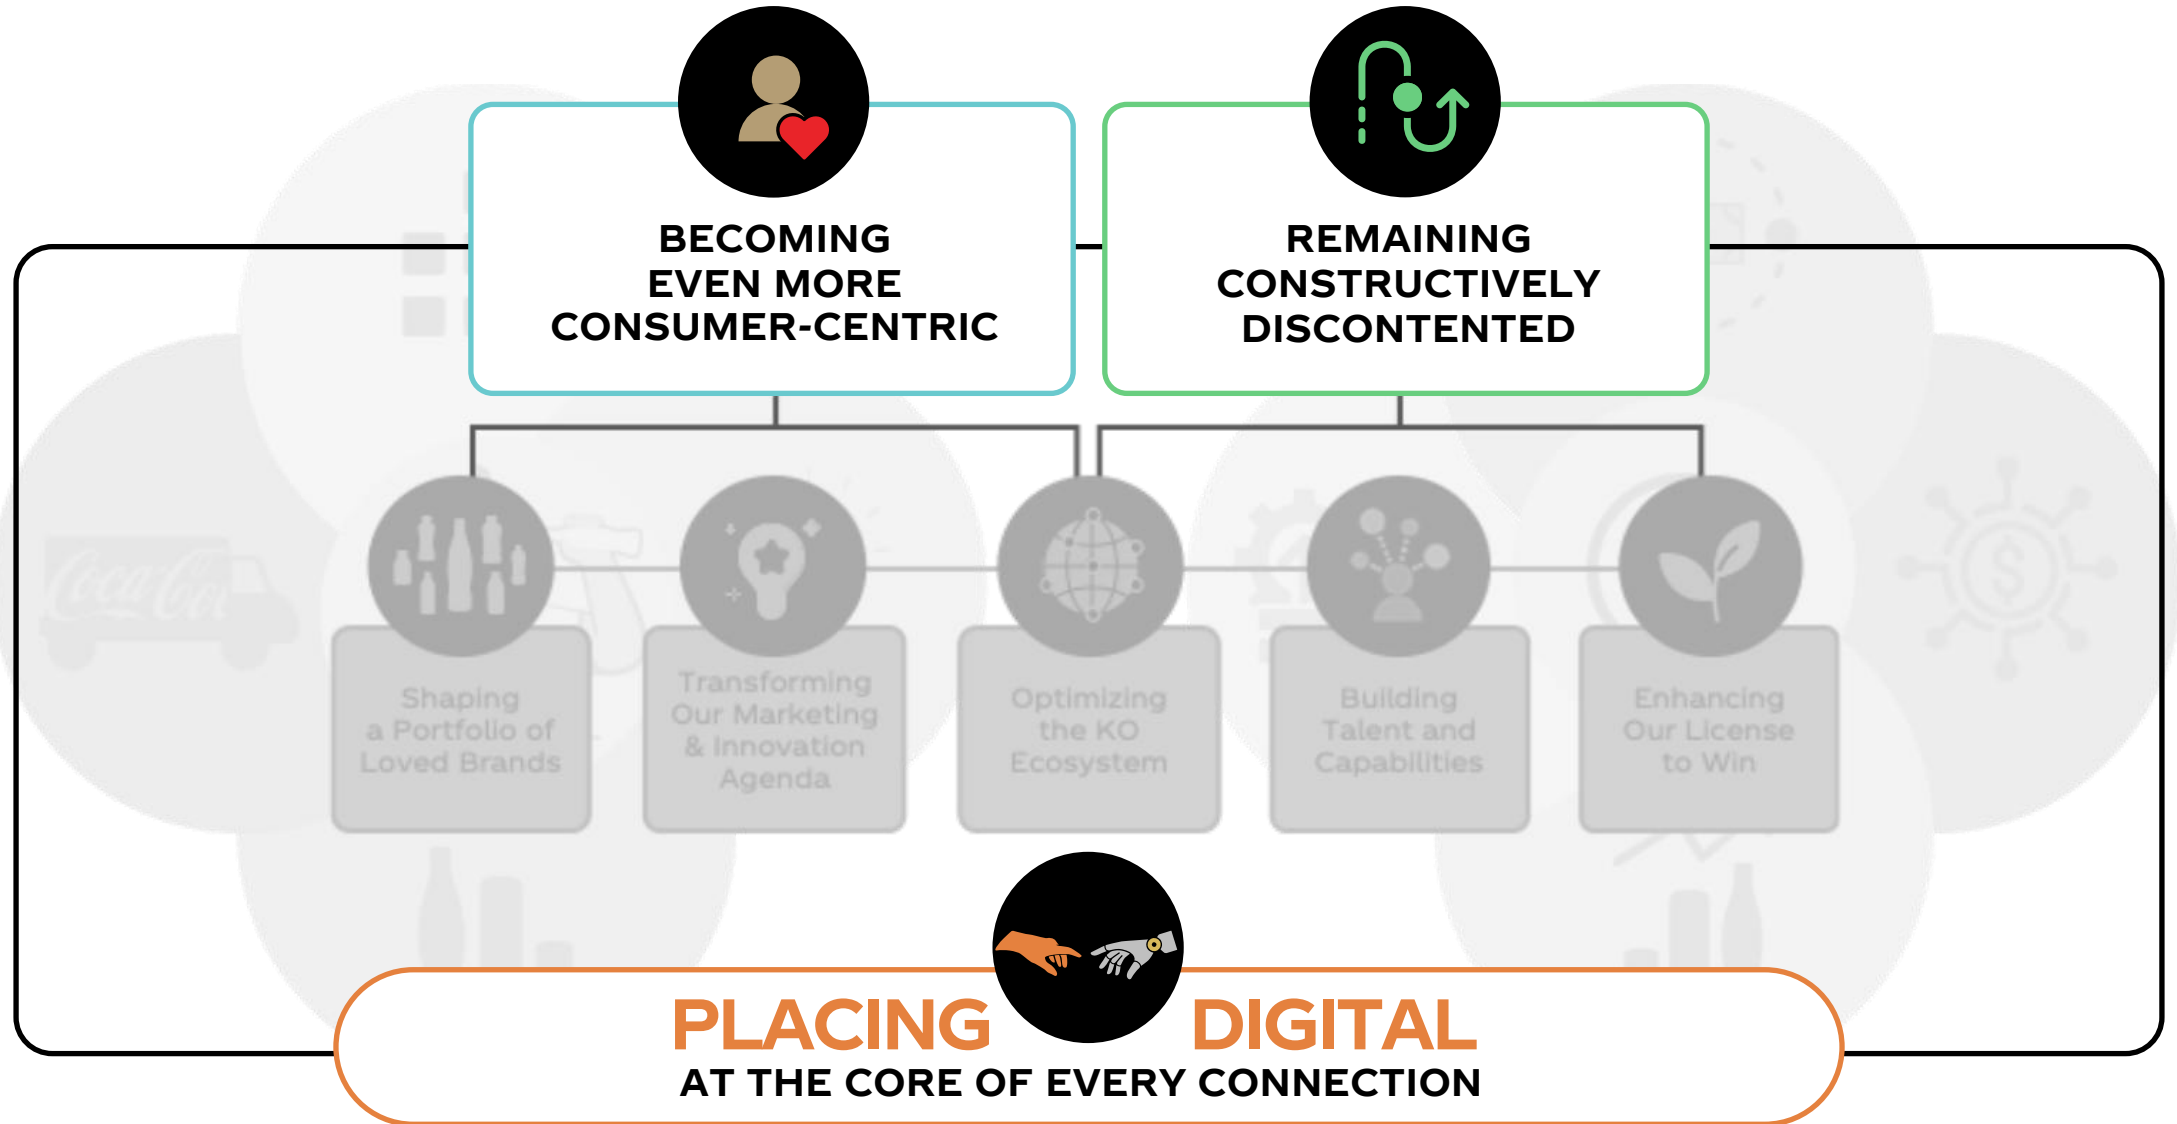 BECOMING
EVEN MORE
CONSUMER-CENTRIC
REMAINING
CONSTRUCTIVELY
DISCONTENTED
Coca-Cola
Shaping
a Portfolio of
Loved Brands
Transforming
Our Marketing
& Innovation
Agenda
Optimizing
the KO
Ecosystem
Building
Talent and
Capabilities
Enhancing
Our License
to Win
$
PLACING DIGITAL
AT THE CORE OF EVERY CONNECTION